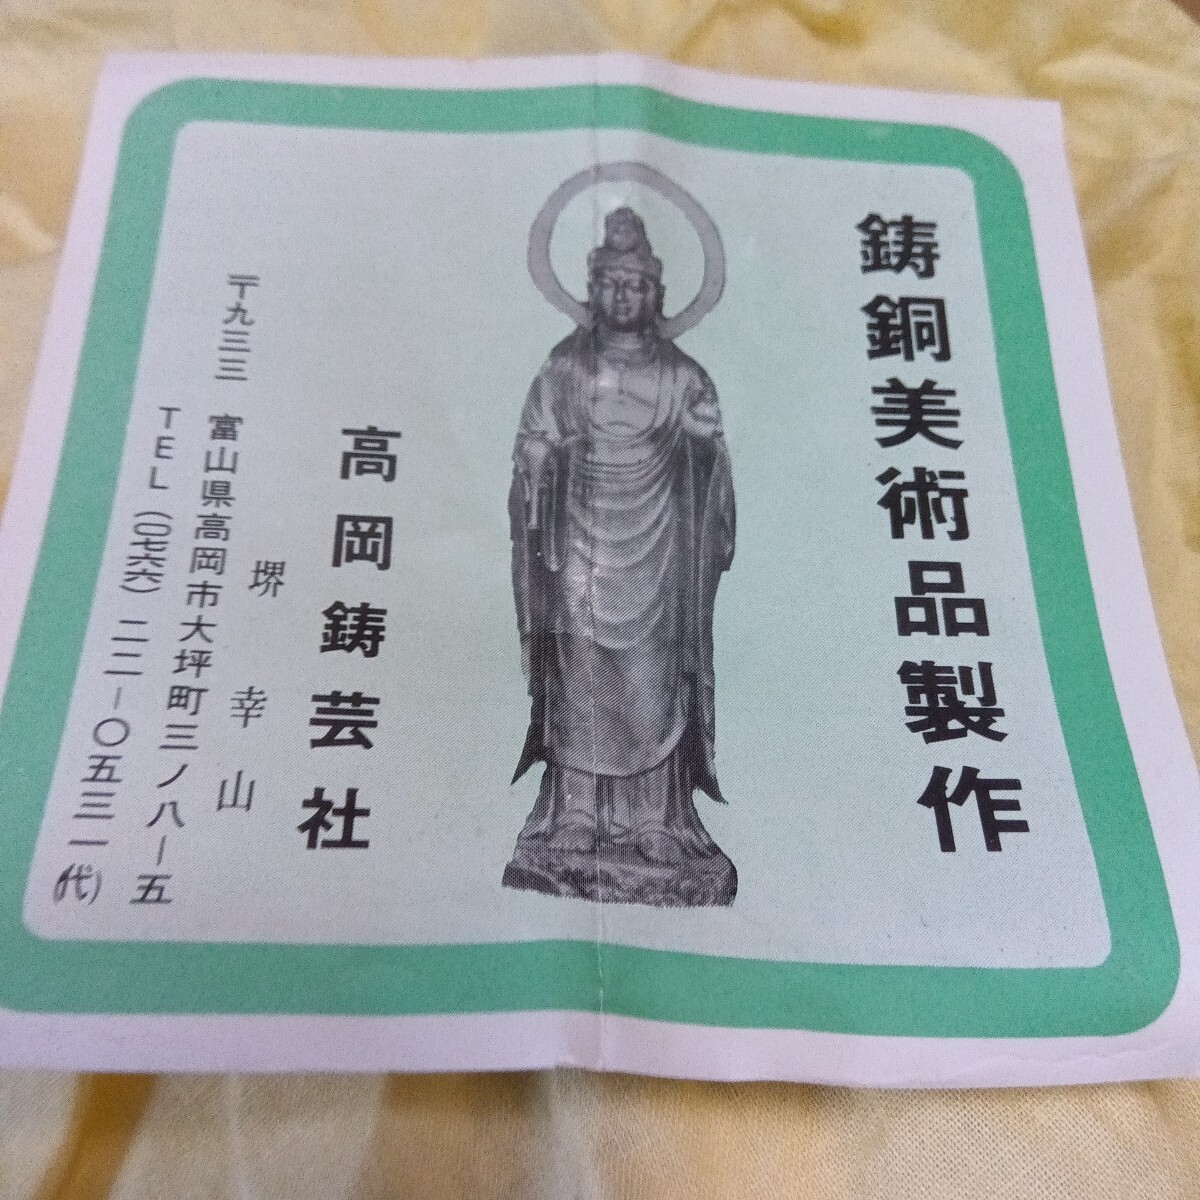 鋳銅美術品製作
高岡鋳芸社
堺幸山
〒九三三 富山県高岡市大坪町三ノ八ー五
TEL(〇七六六)二二ー〇五三一(代)